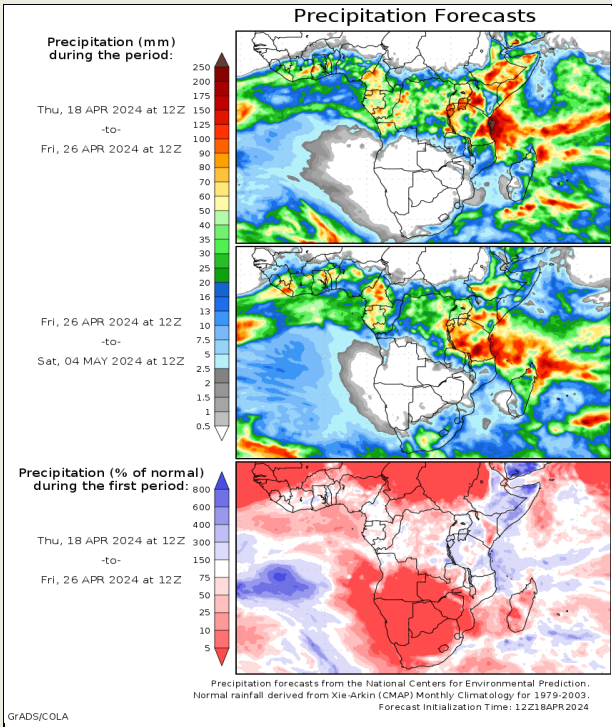 Precipitation Forecasts
Precipitation (mm)
during the period:
Thu, 18 APR 2024 at 12Z
-to-
Fri, 26 APR 2024 at 12Z
250
200
175
150
125
100
90
80
70
60
50
40
35
30
25
20
16
13
10
7.5
5
2.5
2
1.5
1
0.5
Fri, 26 APR 2024 at 12Z
-to-
Sat, 04 MAY 2024 at 12Z
Precipitation (% of normal)
during the first period:
Thu, 18 APR 2024 at 12Z
-to-
Fri, 26 APR 2024 at 12Z
800
600
400
300
150
75
50
25
10
5
Precipitation forecasts from the National Centers for Environmental Prediction.
Normal rainfall derived from Xie-Arkin (CMAP) Monthly Climatology for 1979-2003.
Forecast Initialization Time: 12Z18APR2024
GrADS/COLA